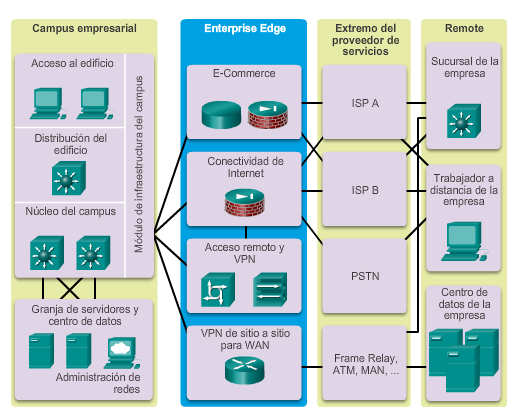 Campus empresarial
Acceso al edificio
Distribución del
edificio
Núcleo del campus
Módulo de infraestructura del campus
Granja de servidores y
centro de datos
Administración de
redes
Enterprise Edge
E-Commerce
Conectividad de
Internet
Acceso remoto y
VPN
VPN de sitio a sitio
para WAN
Extremo del
proveedor de
servicios
ISP A
ISP B
PSTN
Frame Relay,
ATM, MAN, ...
Remote
Sucursal de la
empresa
Trabajador a
distancia de la
empresa
Centro de
datos de la
empresa